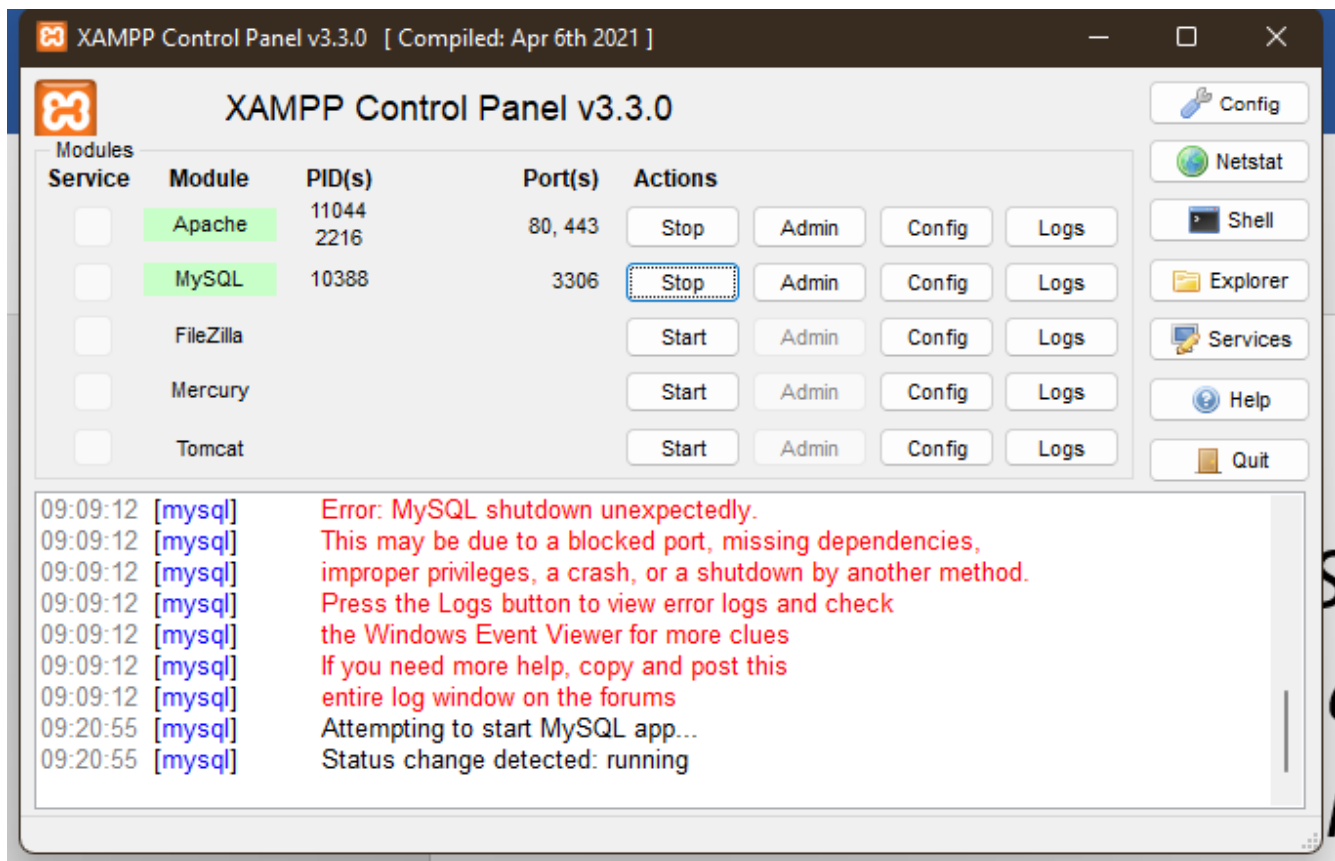 XAMPP Control Panel v3.3.0 [ Compiled: Apr 6th 2021 ]
XAMPP Control Panel v3.3.0
Config
Modules
Netstat
Service Module PID(s) Port(s) Actions
Apache 11044 2216 80, 443 Stop Admin Config Logs
Shell
MySQL 10388 3306 Stop Admin Config Logs
Explorer
FileZilla Start Admin Config Logs
Services
Mercury Start Admin Config Logs
Help
Tomcat Start Admin Config Logs
Quit
09:09:12 [mysql] Error: MySQL shutdown unexpectedly.
09:09:12 [mysql] This may be due to a blocked port, missing dependencies,
09:09:12 [mysql] improper privileges, a crash, or a shutdown by another method.
09:09:12 [mysql] Press the Logs button to view error logs and check
09:09:12 [mysql] the Windows Event Viewer for more clues
09:09:12 [mysql] If you need more help, copy and post this
09:09:12 [mysql] entire log window on the forums
09:20:55 [mysql] Attempting to start MySQL app...
09:20:55 [mysql] Status change detected: running